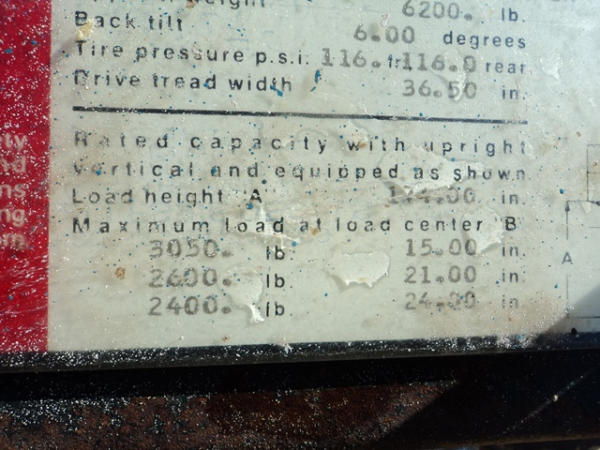 6200. lb.
Back tilt 6.00 degrees
Tire pressure p.s.i. 116. fr 116.0 rear
Drive tread width 36.50 in.
Rated capacity with upright
vertical and equipped as shown
Load height "A" in.
Maximum load at load center B
3050. lb 15.00 in.
2600. lb 21.00 in.
2400. lb 24.00 in
A